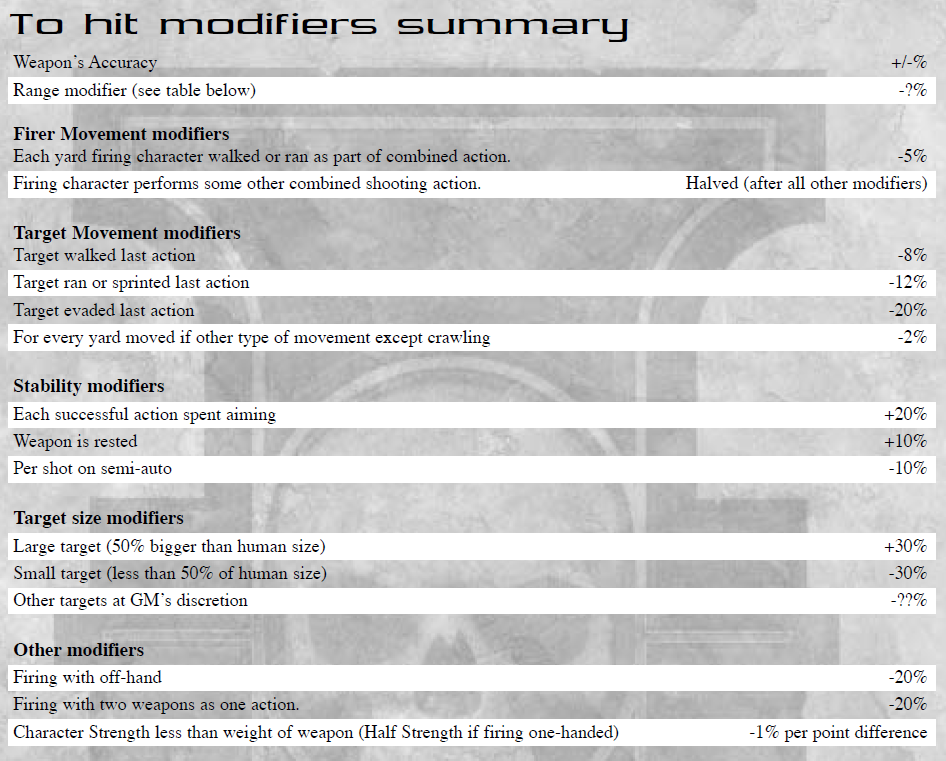 To hit modifiers summary
Weapon's Accuracy +/-%
Range modifier (see table below) -?%
Firer Movement modifiers
Each yard firing character walked or ran as part of combined action. -5%
Firing character performs some other combined shooting action. Halved (after all other modifiers)
Target Movement modifiers
Target walked last action -8%
Target ran or sprinted last action -12%
Target evaded last action -20%
For every yard moved if other type of movement except crawling -2%
Stability modifiers
Each successful action spent aiming +20%
Weapon is rested +10%
Per shot on semi-auto -10%
Target size modifiers
Large target (50% bigger than human size) +30%
Small target (less than 50% of human size) -30%
Other targets at GM's discretion -??%
Other modifiers
Firing with off-hand -20%
Firing with two weapons as one action. -20%
Character Strength less than weight of weapon (Half Strength if firing one-handed) -1% per point difference